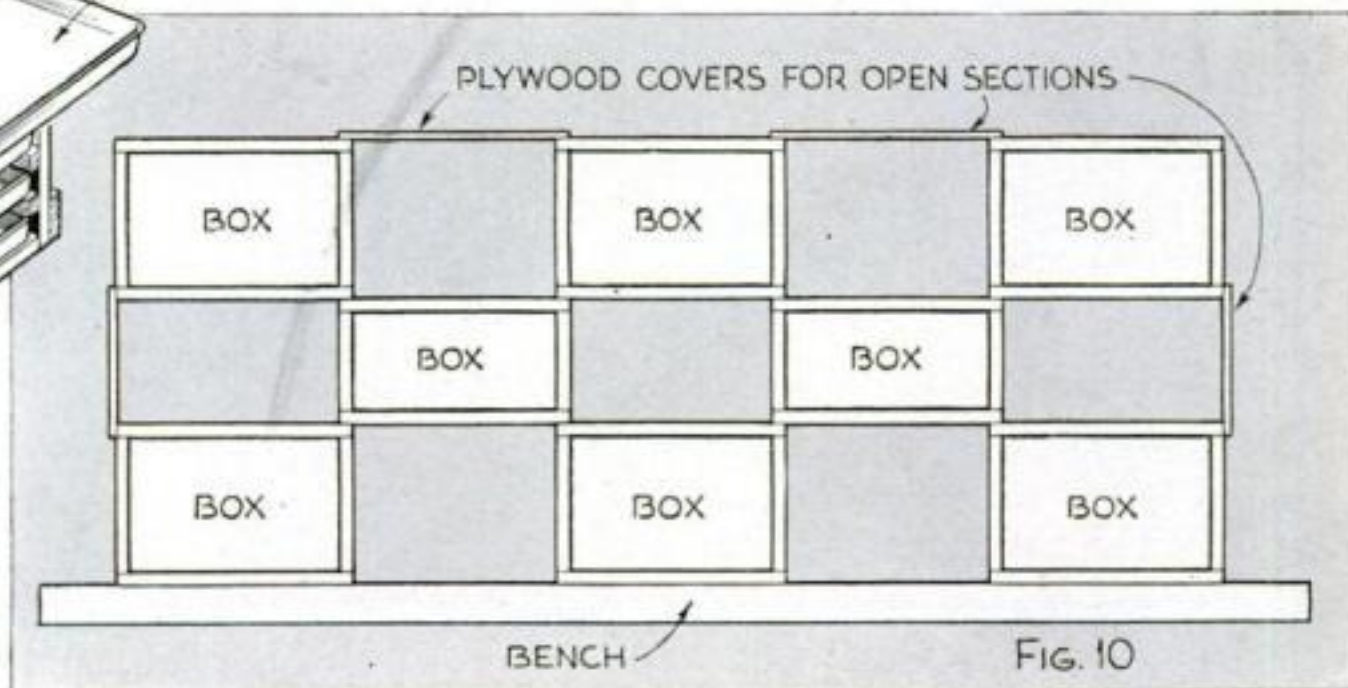 PLYWOOD COVERS FOR OPEN SECTIONS
BOX BOX BOX
BOX BOX
BOX BOX BOX
BENCH
FIG. 10